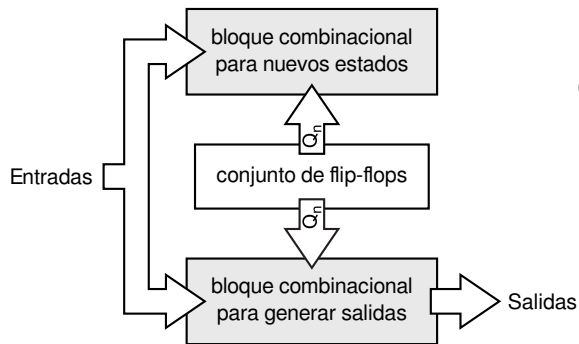 bloque combinacional
para nuevos estados
Qn
Entradas
conjunto de flip-flops
Qn
bloque combinacional
para generar salidas
Salidas